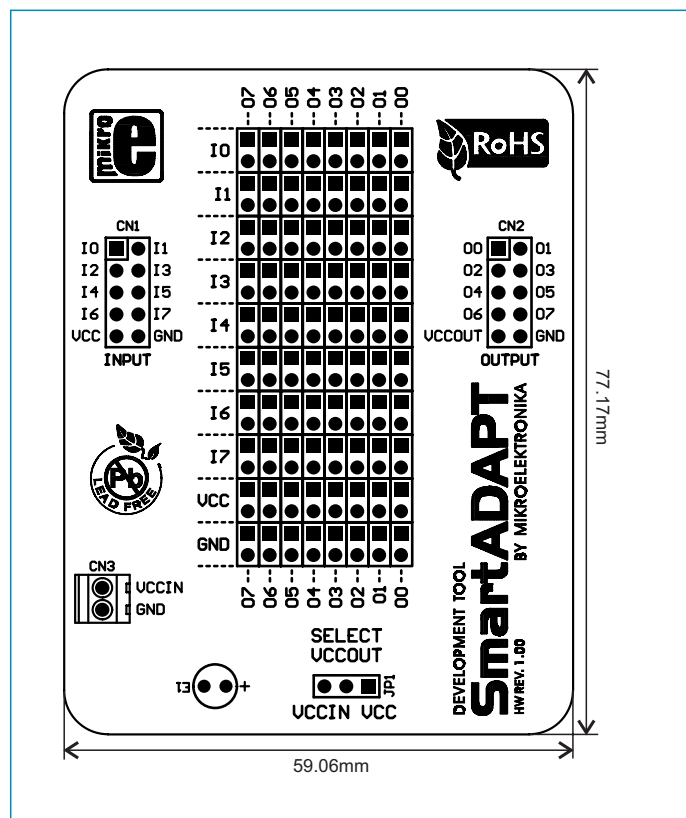 mikro
e
RoHS
07 06 05 04 03 02 01 00
I0
I1
I2
I3
I4
I5
I6
I7
VCC
GND
07 06 05 04 03 02 01 00
CN1
I0 I1
I2 I3
I4 I5
I6 I7
VCC GND
INPUT
CN2
O0 O1
O2 O3
O4 O5
O6 O7
VCCOUT GND
OUTPUT
Pb
LEAD FREE
CN3
VCCIN
GND
E1 +
SELECT
VCCOUT
JP1
VCCIN VCC
DEVELOPMENT TOOL
SmartADAPT
BY MIKROELEKTRONIKA
HW REV. 1.00
77.17mm
59.06mm